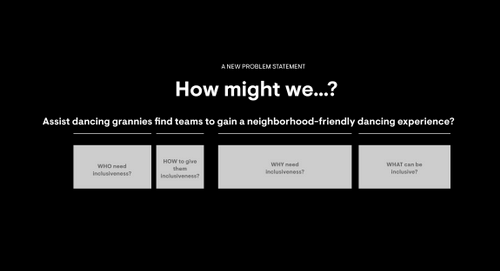 A NEW PROBLEM STATEMENT
How might we...?
Assist dancing grannies find teams to gain a neighborhood-friendly dancing experience?
WHO need
inclusiveness?
HOW to give
them
inclusiveness?
WHY need
inclusiveness?
WHAT can be
inclusive?